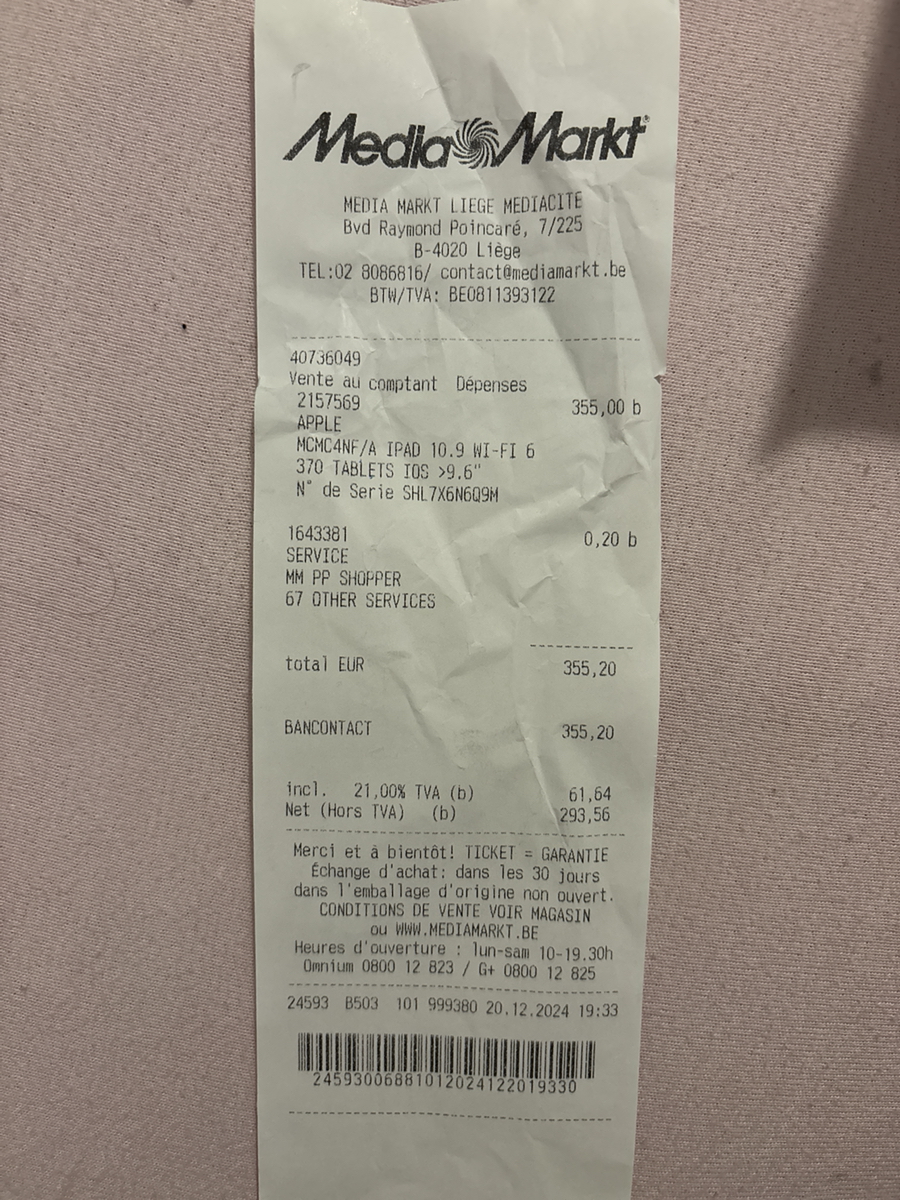 Media Markt®
MEDIA MARKT LIEGE MEDIACITE
Bvd Raymond Poincaré, 7/225
B-4020 Liège
TEL:02 8086816/ contact@mediamarkt.be
BTW/TVA: BE0811393122
40736049
Vente au comptant Dépenses
2157569 355,00 b
APPLE
MCMC4NF/A IPAD 10.9 WI-FI 6
370 TABLETS IOS >9.6"
N° de Serie SHL7X6N6Q9M
1643381 0,20 b
SERVICE
MM PP SHOPPER
67 OTHER SERVICES
total EUR 355,20
BANCONTACT 355,20
incl. 21,00% TVA (b) 61,64
Net (Hors TVA) (b) 293,56
Merci et à bientôt! TICKET = GARANTIE
Échange d'achat: dans les 30 jours
dans l'emballage d'origine non ouvert.
CONDITIONS DE VENTE VOIR MAGASIN
ou WWW.MEDIAMARKT.BE
Heures d'ouverture : lun-sam 10-19.30h
Omnium 0800 12 823 / G+ 0800 12 825
24593 B503 101 999380 20.12.2024 19:33
24593006881012024122019330